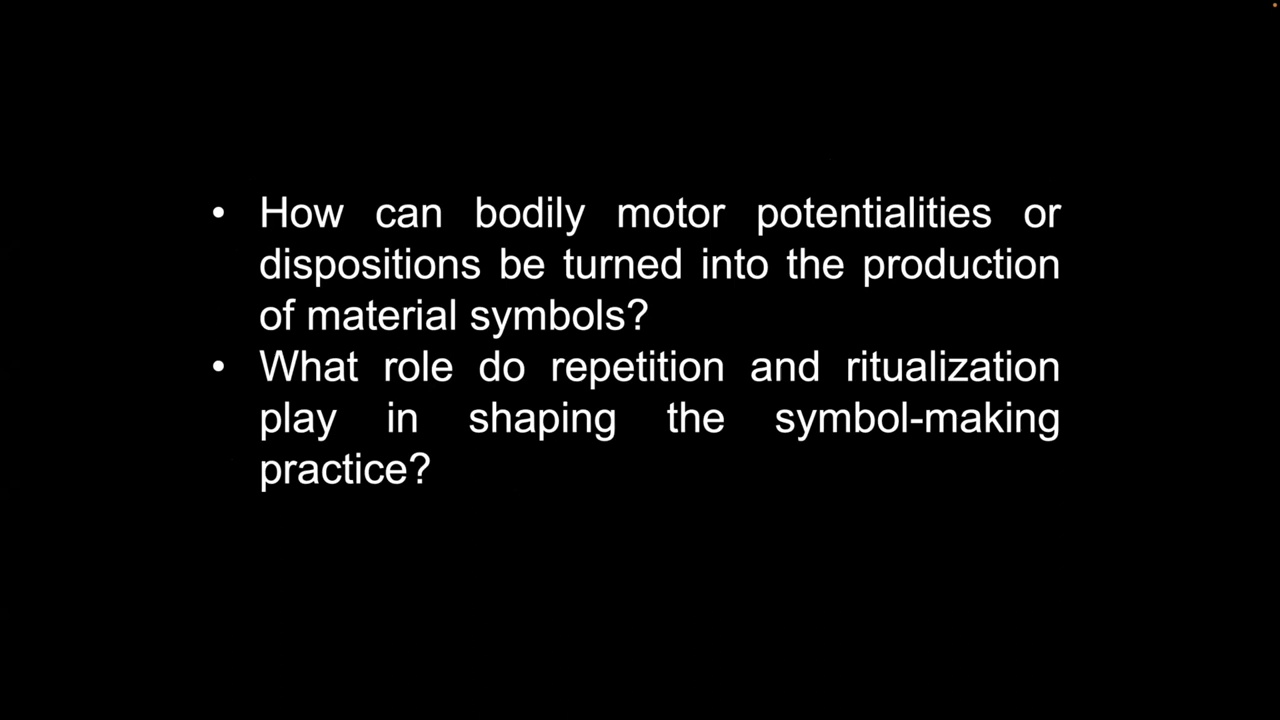 • How can bodily motor potentialities or
dispositions be turned into the production
of material symbols?
• What role do repetition and ritualization
play in shaping the symbol-making
practice?